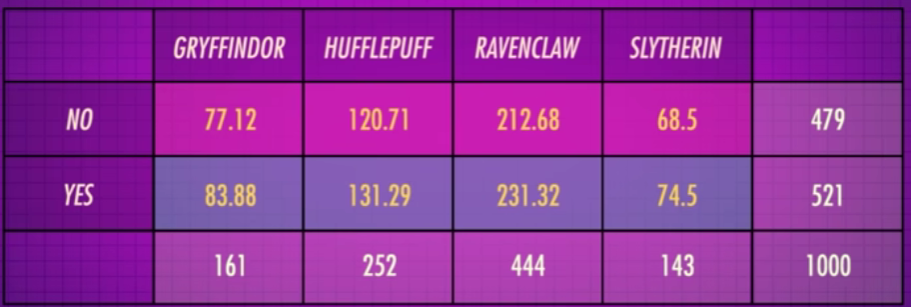 GRYFFINDOR HUFFLEPUFF RAVENCLAW SLYTHERIN
NO 77.12 120.71 212.68 68.5 479
YES 83.88 131.29 231.32 74.5 521
161 252 444 143 1000